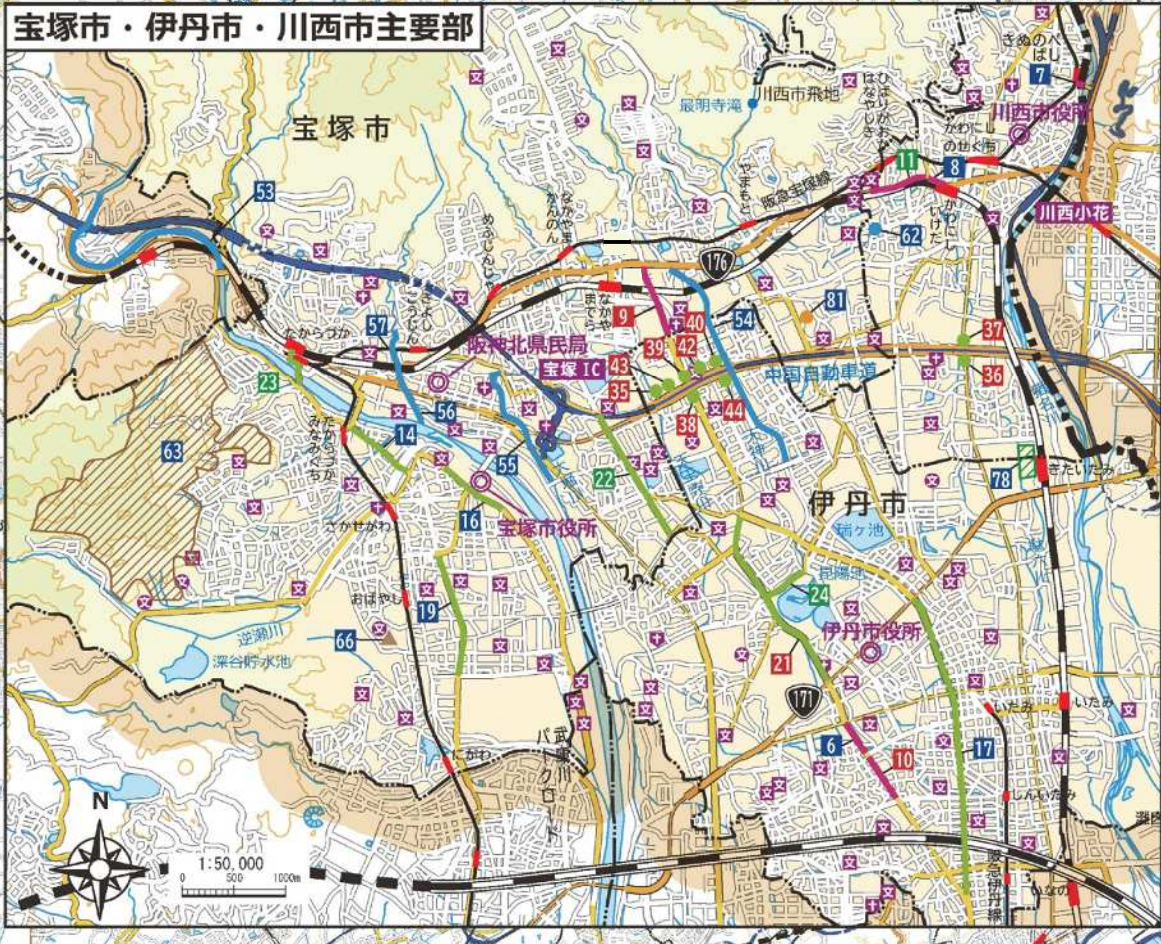 宝塚市・伊丹市・川西市主要部
きぬのべ
ばし
7
川西市役所
川西市飛地
最明寺滝
宝塚市
ひばりがおか
はなやしき
かわにし
のせぐち
11
8
53
やまもと
阪急宝塚線
なかやま
かんのん
めふじんじゃ
かわにし
いけだ
川西小花
62
176
きよし
こうじん
なかやま
でら
9
40
54
81
57
たからづか
阪神北県民局
宝塚 IC
39
42
43
35
37
36
中国自動車道
23
38
44
56
14
たからづか
みなみぐち
63
55
22
天神川
78
きたいたみ
16
宝塚市役所
伊丹市
瑞ケ池
さかせがわ
昆陽池
24
おばやし
19
伊丹市役所
逆瀬川
66
深谷貯水池
21
171
いたみ
いたみ
武庫川
パークロード
にがわ
6
10
17
N
しんいたみ
1:50,000
0 500 1000m
阪急伊丹線
いなの